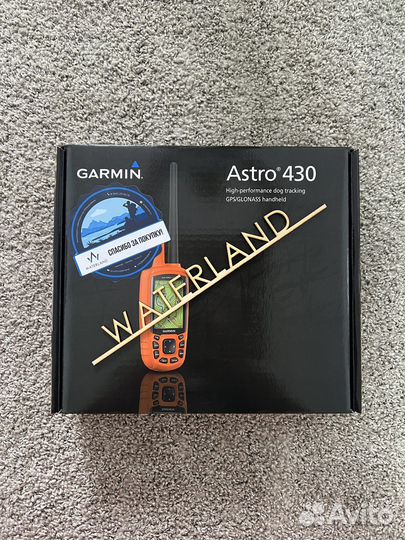 GARMIN
Astro® 430
High-performance dog tracking
GPS/GLONASS handheld
СПАСИБО ЗА ПОКУПКУ!
WATERLAND
WATERLAND
GARMIN
Avito